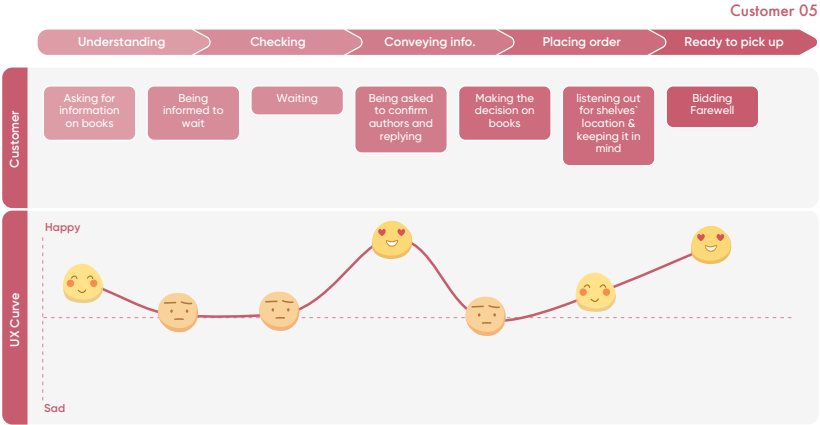 Customer 05
Understanding
Checking
Conveying info.
Placing order
Ready to pick up
Customer
Asking for
information
on books
Being
informed to
wait
Waiting
Being asked
to confirm
authors and
replying
Making the
decision on
books
listening out
for shelves`
location &
keeping it in
mind
Bidding
Farewell
UX Curve
Happy
Sad